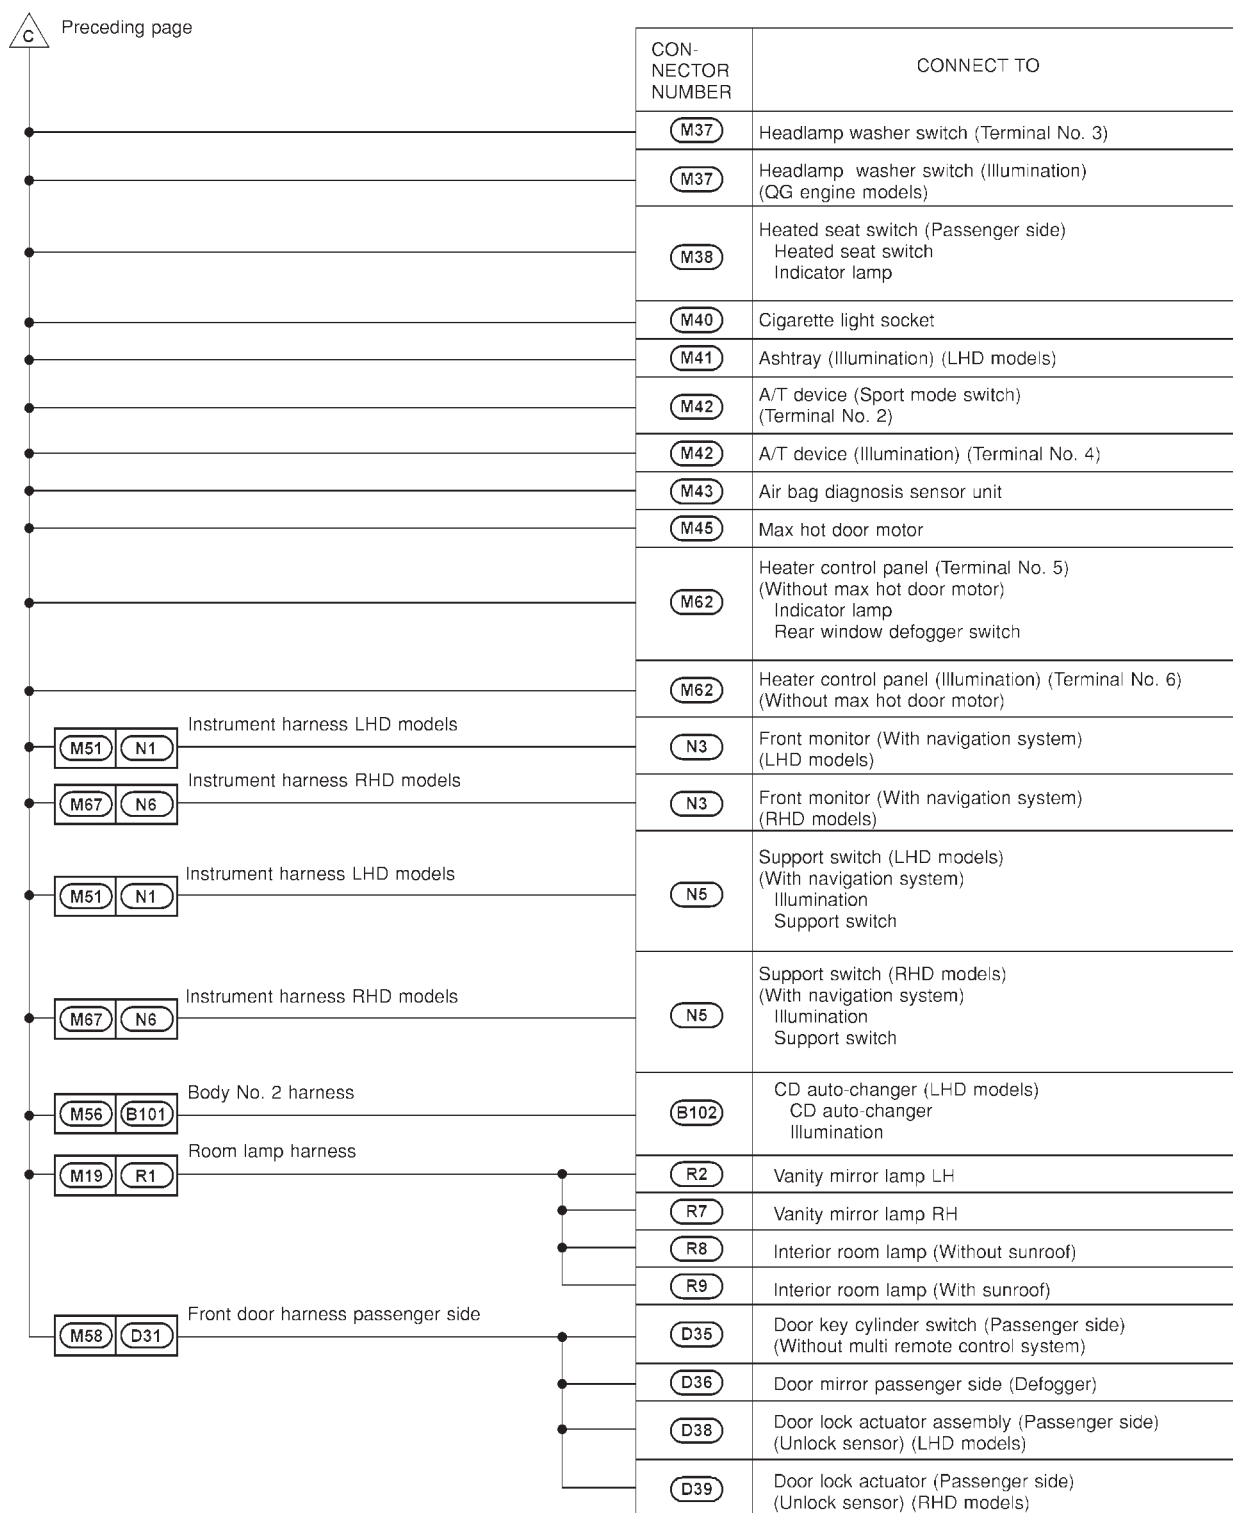 C
Preceding page
CON-
NECTOR
NUMBER
CONNECT TO
M37
Headlamp washer switch (Terminal No. 3)
M37
Headlamp washer switch (Illumination)
(QG engine models)
M38
Heated seat switch (Passenger side)
Heated seat switch
Indicator lamp
M40
Cigarette light socket
M41
Ashtray (Illumination) (LHD models)
M42
A/T device (Sport mode switch)
(Terminal No. 2)
M42
A/T device (Illumination) (Terminal No. 4)
M43
Air bag diagnosis sensor unit
M45
Max hot door motor
M62
Heater control panel (Terminal No. 5)
(Without max hot door motor)
Indicator lamp
Rear window defogger switch
M62
Heater control panel (Illumination) (Terminal No. 6)
(Without max hot door motor)
Instrument harness LHD models
M51 N1
N3
Front monitor (With navigation system)
(LHD models)
Instrument harness RHD models
M67 N6
N3
Front monitor (With navigation system)
(RHD models)
Instrument harness LHD models
M51 N1
N5
Support switch (LHD models)
(With navigation system)
Illumination
Support switch
Instrument harness RHD models
M67 N6
N5
Support switch (RHD models)
(With navigation system)
Illumination
Support switch
Body No. 2 harness
M56 B101
B102
CD auto-changer (LHD models)
CD auto-changer
Illumination
Room lamp harness
M19 R1
R2
Vanity mirror lamp LH
R7
Vanity mirror lamp RH
R8
Interior room lamp (Without sunroof)
R9
Interior room lamp (With sunroof)
Front door harness passenger side
M58 D31
D35
Door key cylinder switch (Passenger side)
(Without multi remote control system)
D36
Door mirror passenger side (Defogger)
D38
Door lock actuator assembly (Passenger side)
(Unlock sensor) (LHD models)
D39
Door lock actuator (Passenger side)
(Unlock sensor) (RHD models)